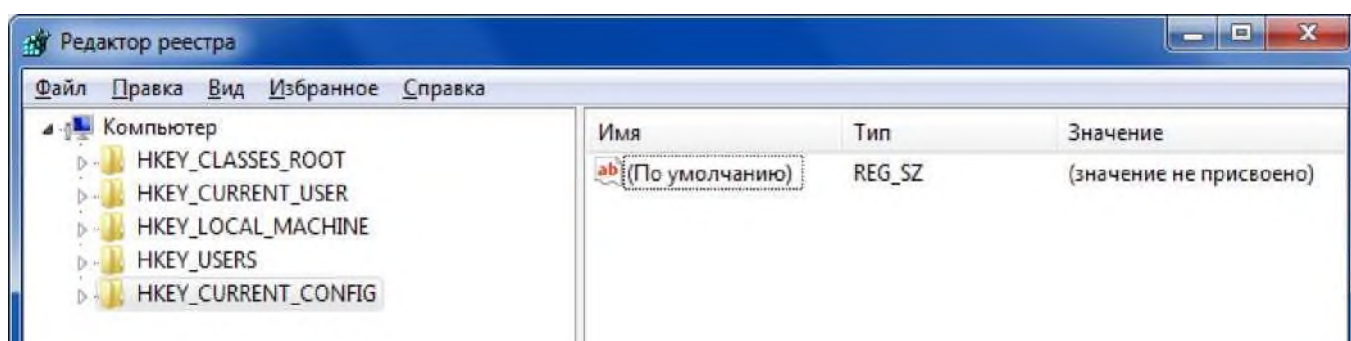 Редактор реестра
Файл Правка Вид Избранное Справка
Компьютер
HKEY_CLASSES_ROOT
HKEY_CURRENT_USER
HKEY_LOCAL_MACHINE
HKEY_USERS
HKEY_CURRENT_CONFIG
Имя Тип Значение
ab (По умолчанию) REG_SZ (значение не присвоено)